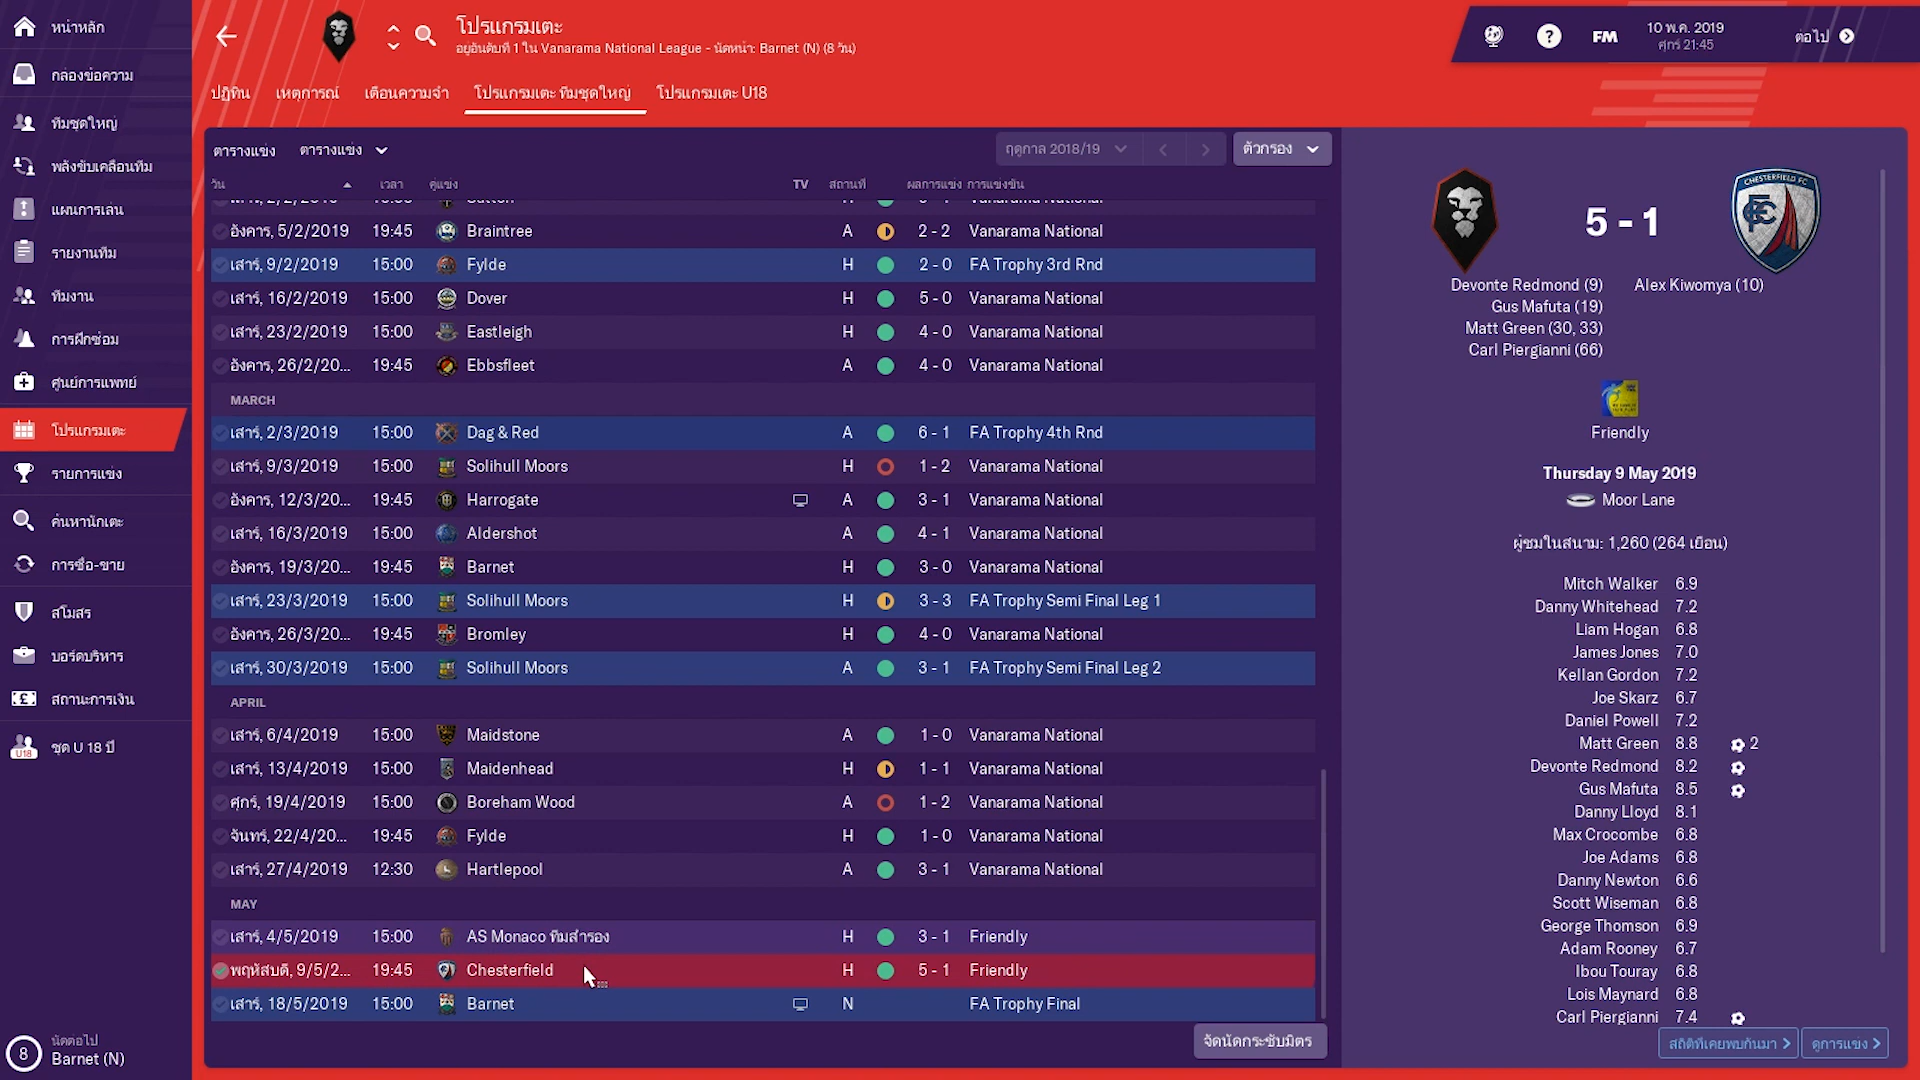 หน้าหลัก
กล่องข้อความ
ทีมชุดใหญ่
พลังขับเคลื่อนทีม
แผนการเล่น
รายงานทีม
ทีมงาน
การฝึกซ้อม
ศูนย์การแพทย์
โปรแกรมเตะ
รายการแข่ง
ค้นหานักเตะ
การซื้อ-ขาย
สโมสร
บอร์ดบริหาร
สถานะการเงิน
U18 ชุด U 18 ปี
8 นัดต่อไป
Barnet (N)
โปรแกรมเตะ
อยู่อันดับที่ 1 ใน Vanarama National League - นัดหน้า: Barnet (N) (8 วัน)
? FM 10 พ.ค. 2019
ศุกร์ 21:45
ต่อไป
ปฏิทิน เหตุการณ์ เตือนความจำ โปรแกรมเตะ ทีมชุดใหญ่ โปรแกรมเตะ U18
ตารางแข่ง ตารางแข่ง ฤดูกาล 2018/19 ตัวกรอง
วัน เวลา คู่แข่ง TV สถานที่ ผลการแข่ง การแข่งขัน
อังคาร, 5/2/2019 19:45 Braintree A 2 - 2 Vanarama National
เสาร์, 9/2/2019 15:00 Fylde H 2 - 0 FA Trophy 3rd Rnd
เสาร์, 16/2/2019 15:00 Dover H 5 - 0 Vanarama National
เสาร์, 23/2/2019 15:00 Eastleigh H 4 - 0 Vanarama National
อังคาร, 26/2/20... 19:45 Ebbsfleet A 4 - 0 Vanarama National
MARCH
เสาร์, 2/3/2019 15:00 Dag & Red A 6 - 1 FA Trophy 4th Rnd
เสาร์, 9/3/2019 15:00 Solihull Moors H 1 - 2 Vanarama National
อังคาร, 12/3/20... 19:45 Harrogate A 3 - 1 Vanarama National
เสาร์, 16/3/2019 15:00 Aldershot A 4 - 1 Vanarama National
อังคาร, 19/3/20... 19:45 Barnet H 3 - 0 Vanarama National
เสาร์, 23/3/2019 15:00 Solihull Moors H 3 - 3 FA Trophy Semi Final Leg 1
อังคาร, 26/3/20... 19:45 Bromley H 4 - 0 Vanarama National
เสาร์, 30/3/2019 15:00 Solihull Moors A 3 - 1 FA Trophy Semi Final Leg 2
APRIL
เสาร์, 6/4/2019 15:00 Maidstone A 1 - 0 Vanarama National
เสาร์, 13/4/2019 15:00 Maidenhead H 1 - 1 Vanarama National
ศุกร์, 19/4/2019 15:00 Boreham Wood A 1 - 2 Vanarama National
จันทร์, 22/4/20... 19:45 Fylde H 1 - 0 Vanarama National
เสาร์, 27/4/2019 12:30 Hartlepool A 3 - 1 Vanarama National
MAY
เสาร์, 4/5/2019 15:00 AS Monaco ทีมสำรอง H 3 - 1 Friendly
พฤหัสบดี, 9/5/2... 19:45 Chesterfield H 5 - 1 Friendly
เสาร์, 18/5/2019 15:00 Barnet N FA Trophy Final
จัดนัดกระชับมิตร
CHESTERFIELD FC
5 - 1
Devonte Redmond (9) Alex Kiwomya (10)
Gus Mafuta (19)
Matt Green (30, 33)
Carl Piergianni (66)
Friendly
Thursday 9 May 2019
Moor Lane
ผู้ชมในสนาม: 1,260 (264 เยือน)
Mitch Walker 6.9
Danny Whitehead 7.2
Liam Hogan 6.8
James Jones 7.0
Kellan Gordon 7.2
Joe Skarz 6.7
Daniel Powell 7.2
Matt Green 8.8 2
Devonte Redmond 8.2
Gus Mafuta 8.5
Danny Lloyd 8.1
Max Crocombe 6.8
Joe Adams 6.8
Danny Newton 6.6
Scott Wiseman 6.8
George Thomson 6.9
Adam Rooney 6.7
Ibou Touray 6.8
Lois Maynard 6.8
Carl Piergianni 7.4
สถิติที่เคยพบกันมา ดูการแข่ง